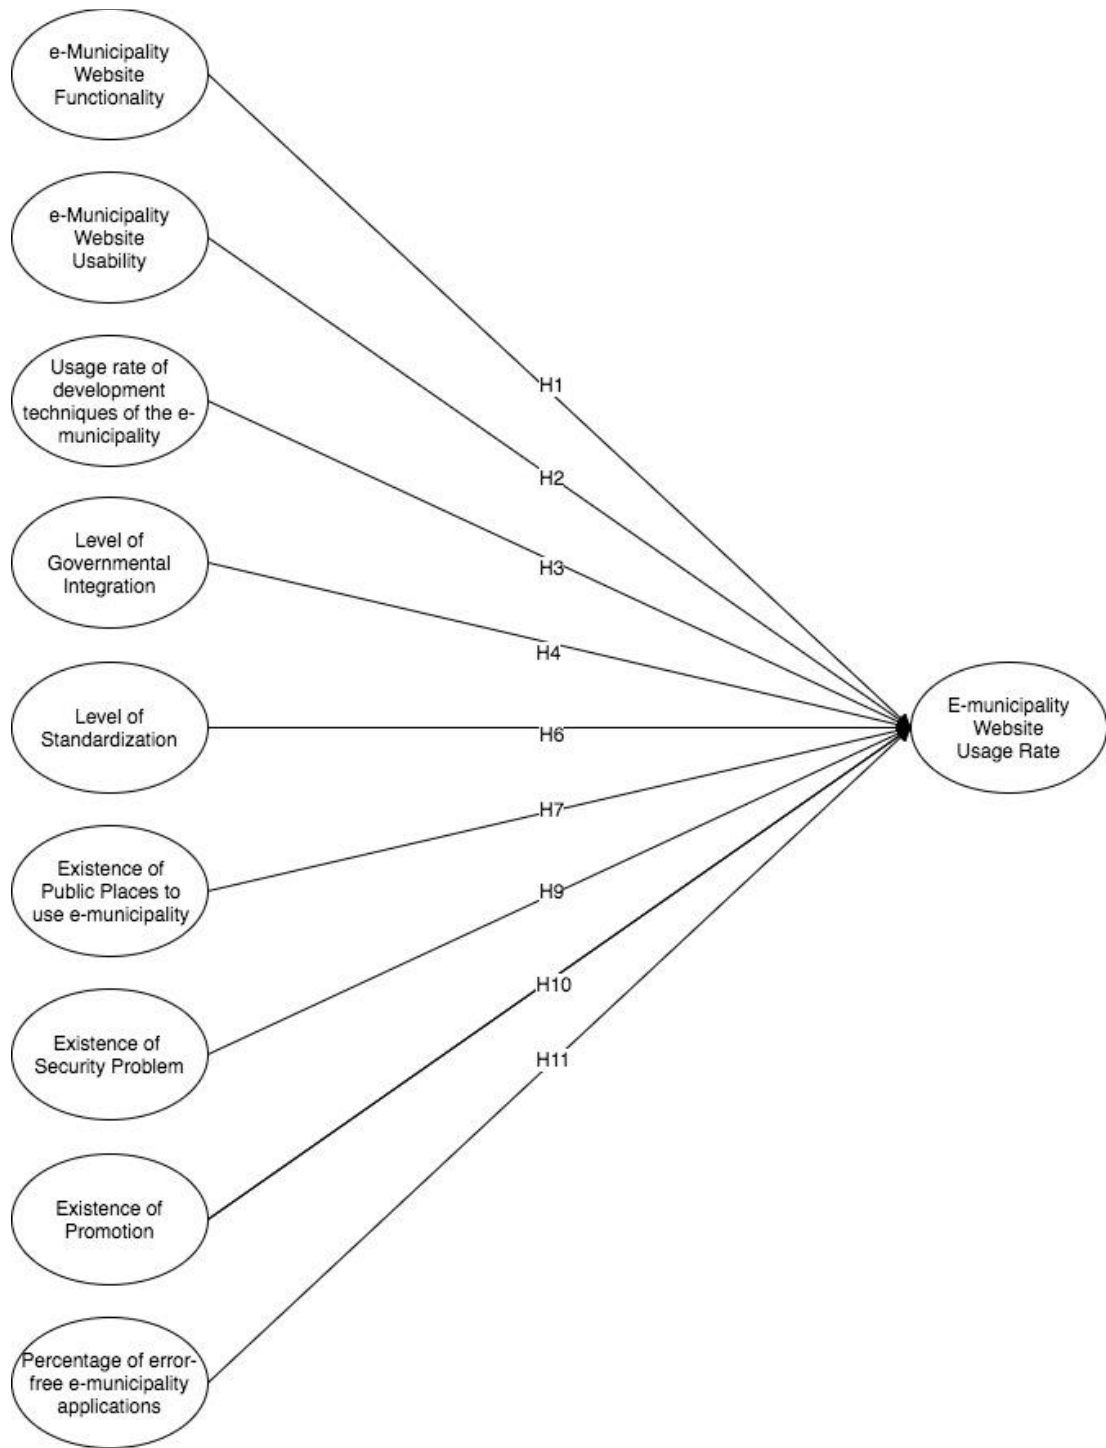 e-Municipality
Website
Functionality
e-Municipality
Website
Usability
Usage rate of
development
techniques of the e-
municipality
Level of
Governmental
Integration
Level of
Standardization
Existence of
Public Places to
use e-municipality
Existence of
Security Problem
Existence of
Promotion
Percentage of error-
free e-municipality
applications
H1
H2
H3
H4
H6
H7
H9
H10
H11
E-municipality
Website
Usage Rate